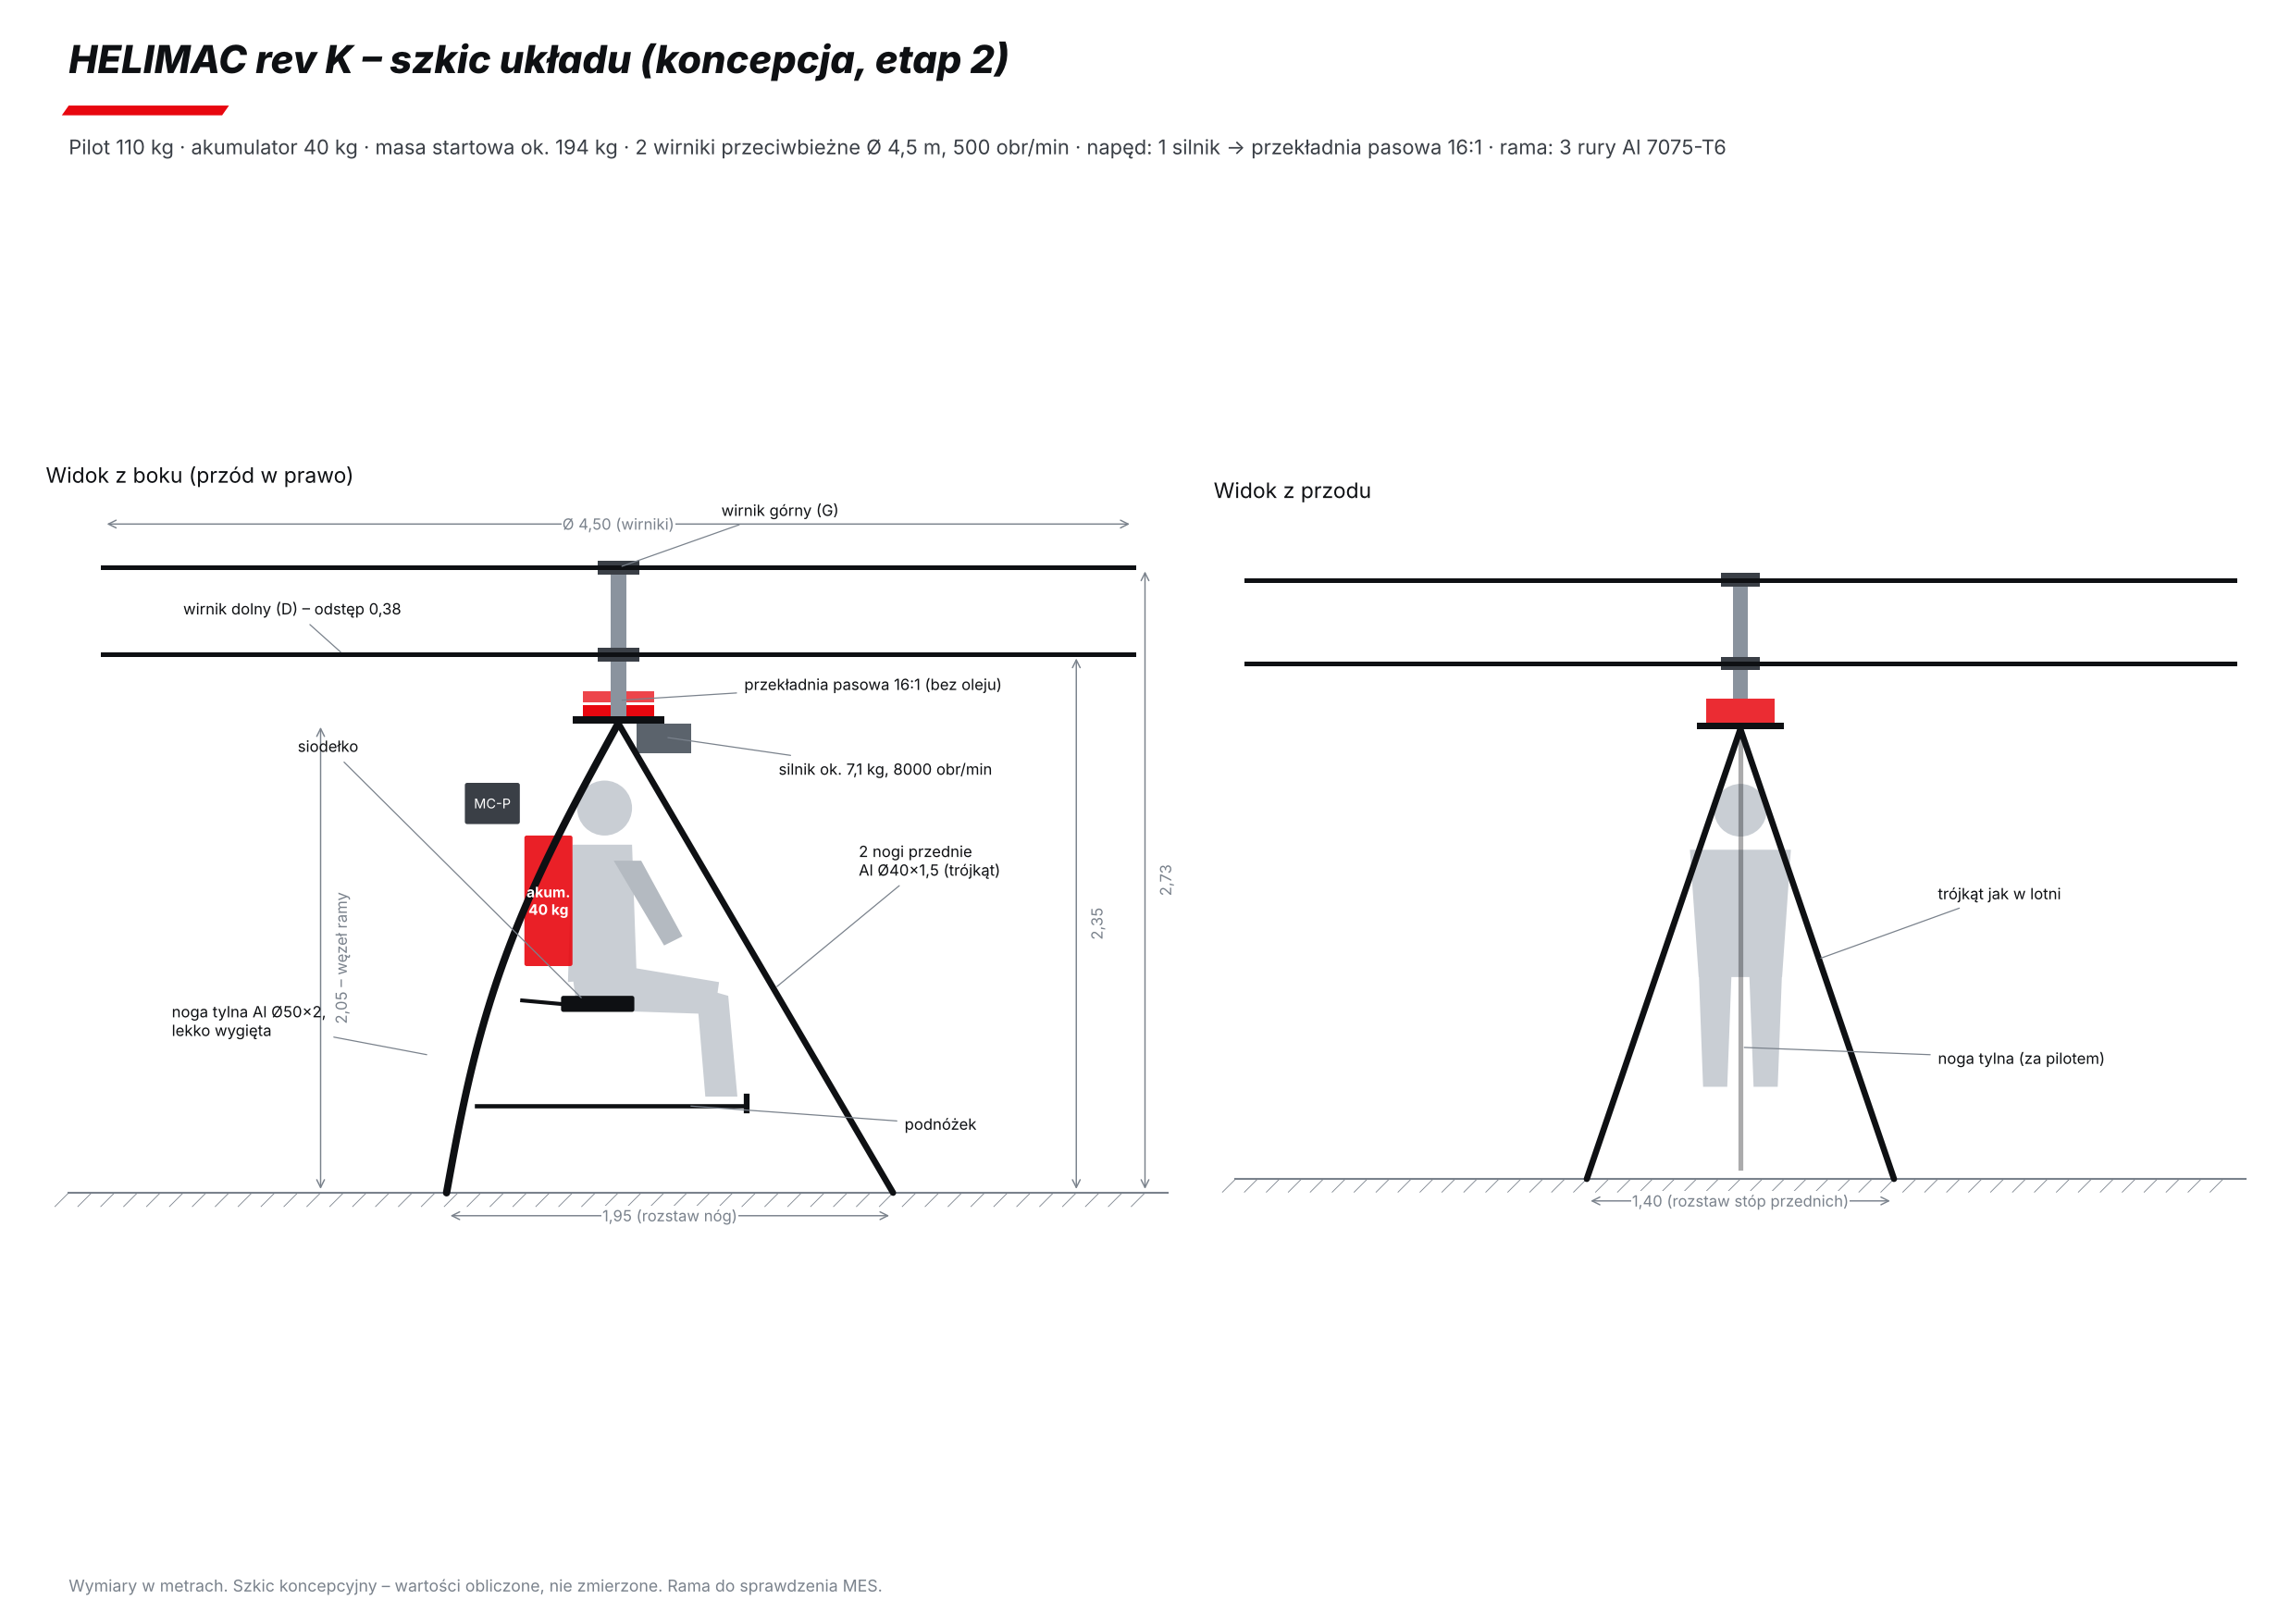 HELIMAC rev K – szkic układu (koncepcja, etap 2)
Pilot 110 kg · akumulator 40 kg · masa startowa ok. 194 kg · 2 wirniki przeciwbieżne Ø 4,5 m, 500 obr/min · napęd: 1 silnik → przekładnia pasowa 16:1 · rama: 3 rury Al 7075-T6
Widok z boku (przód w prawo)
wirnik górny (G)
Ø 4,50 (wirniki)
wirnik dolny (D) – odstęp 0,38
przekładnia pasowa 16:1 (bez oleju)
siodełko
silnik ok. 7,1 kg, 8000 obr/min
MC-P
2 nogi przednie
Al Ø40×1,5 (trójkąt)
akum.
40 kg
2,73
2,35
2,05 – węzeł ramy
noga tylna Al Ø50×2,
lekko wygięta
podnóżek
1,95 (rozstaw nóg)
Widok z przodu
trójkąt jak w lotni
noga tylna (za pilotem)
1,40 (rozstaw stóp przednich)
Wymiary w metrach. Szkic koncepcyjny – wartości obliczone, nie zmierzone. Rama do sprawdzenia MES.